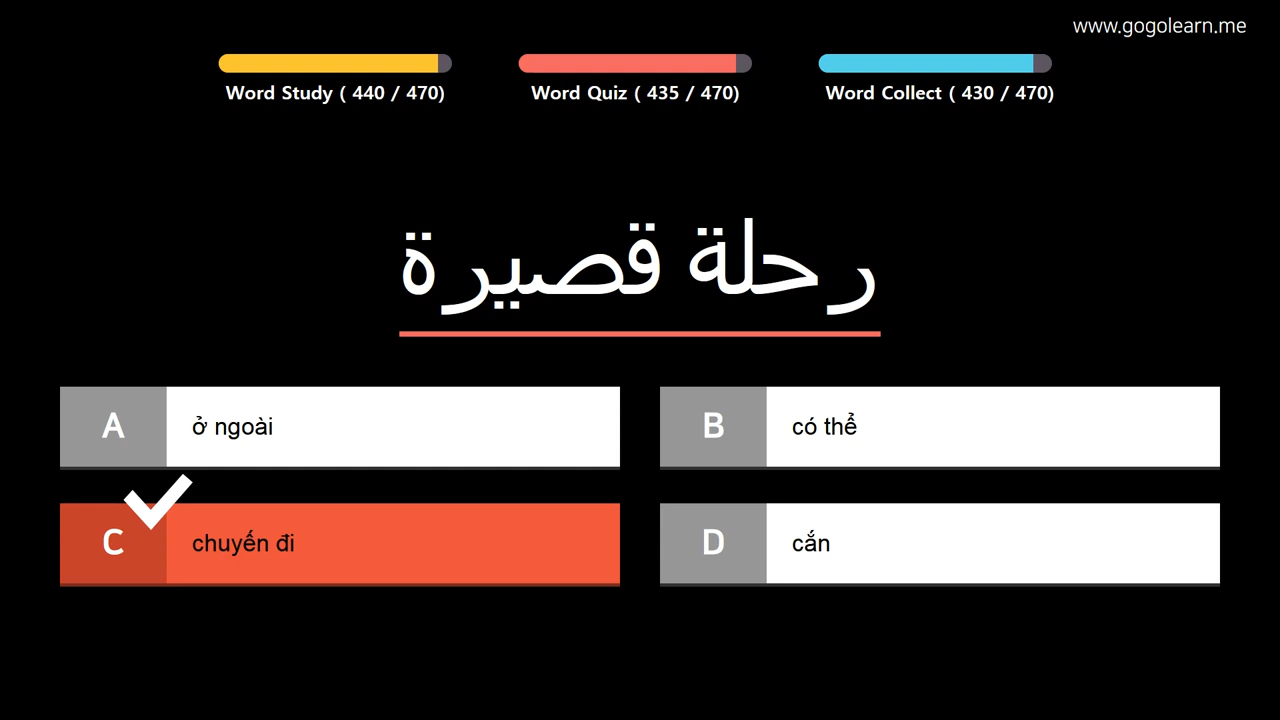 www.gogolearn.me
Word Study ( 440 / 470)
Word Quiz ( 435 / 470)
Word Collect ( 430 / 470)
رحلة قصيرة
A ở ngoài
B có thể
C chuyến đi
D cắn